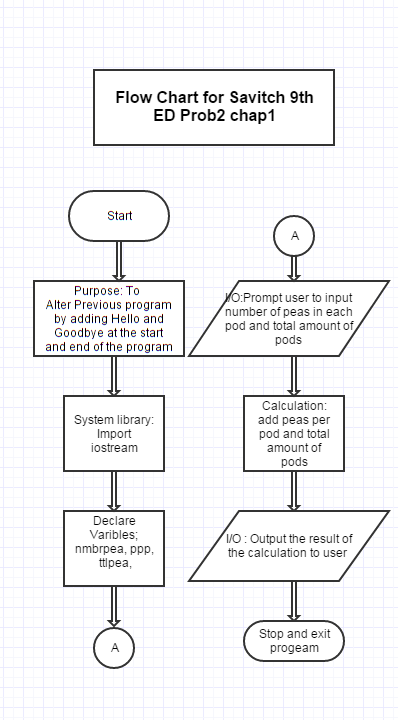 Flow Chart for Savitch 9th
ED Prob2 chap1
Start
Purpose: To
Alter Previous program
by adding Hello and
Goodbye at the start
and end of the program
System library:
Import
iostream
Declare
Varibles;
nmbrpea, ppp,
ttlpea,
A
A
I/O:Prompt user to input
number of peas in each
pod and total amount of
pods
Calculation:
add peas per
pod and total
amount of
pods
I/O : Output the result of
the calculation to user
Stop and exit
progeam